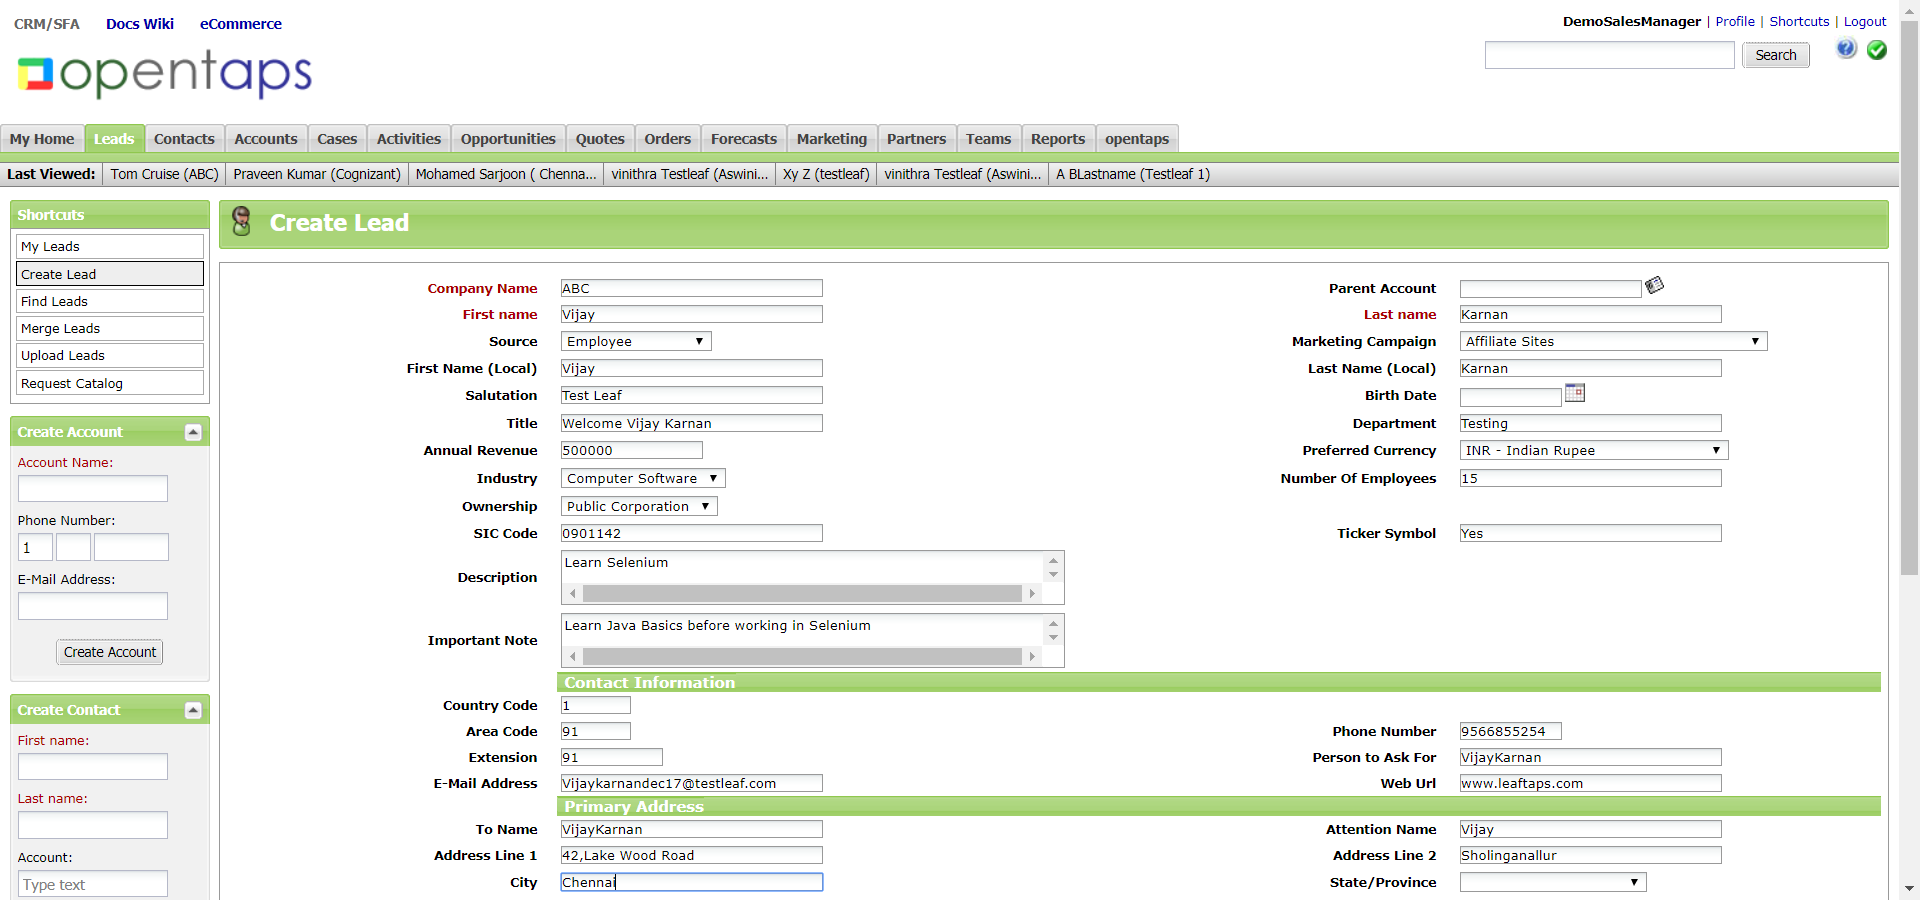 CRM/SFA Docs Wiki eCommerce
DemoSalesManager | Profile | Shortcuts | Logout
opentaps
Search
My Home Leads Contacts Accounts Cases Activities Opportunities Quotes Orders Forecasts Marketing Partners Teams Reports opentaps
Last Viewed: Tom Cruise (ABC) Praveen Kumar (Cognizant) Mohamed Sarjoon ( Chenna... vinithra Testleaf (Aswini... Xy Z (testleaf) vinithra Testleaf (Aswini... A BLastname (Testleaf 1)
Shortcuts
My Leads
Create Lead
Find Leads
Merge Leads
Upload Leads
Request Catalog
Create Account
Account Name:
Phone Number:
1
E-Mail Address:
Create Account
Create Contact
First name:
Last name:
Account:
Type text
Create Lead
Company Name ABC Parent Account
First name Vijay Last name Karnan
Source Employee Marketing Campaign Affiliate Sites
First Name (Local) Vijay Last Name (Local) Karnan
Salutation Test Leaf Birth Date
Title Welcome Vijay Karnan Department Testing
Annual Revenue 500000 Preferred Currency INR - Indian Rupee
Industry Computer Software Number Of Employees 15
Ownership Public Corporation
SIC Code 0901142 Ticker Symbol Yes
Description Learn Selenium
Important Note Learn Java Basics before working in Selenium
Contact Information
Country Code 1
Area Code 91 Phone Number 9566855254
Extension 91 Person to Ask For VijayKarnan
E-Mail Address Vijaykarnandec17@testleaf.com Web Url www.leaftaps.com
Primary Address
To Name VijayKarnan Attention Name Vijay
Address Line 1 42,Lake Wood Road Address Line 2 Sholinganallur
City Chennai State/Province